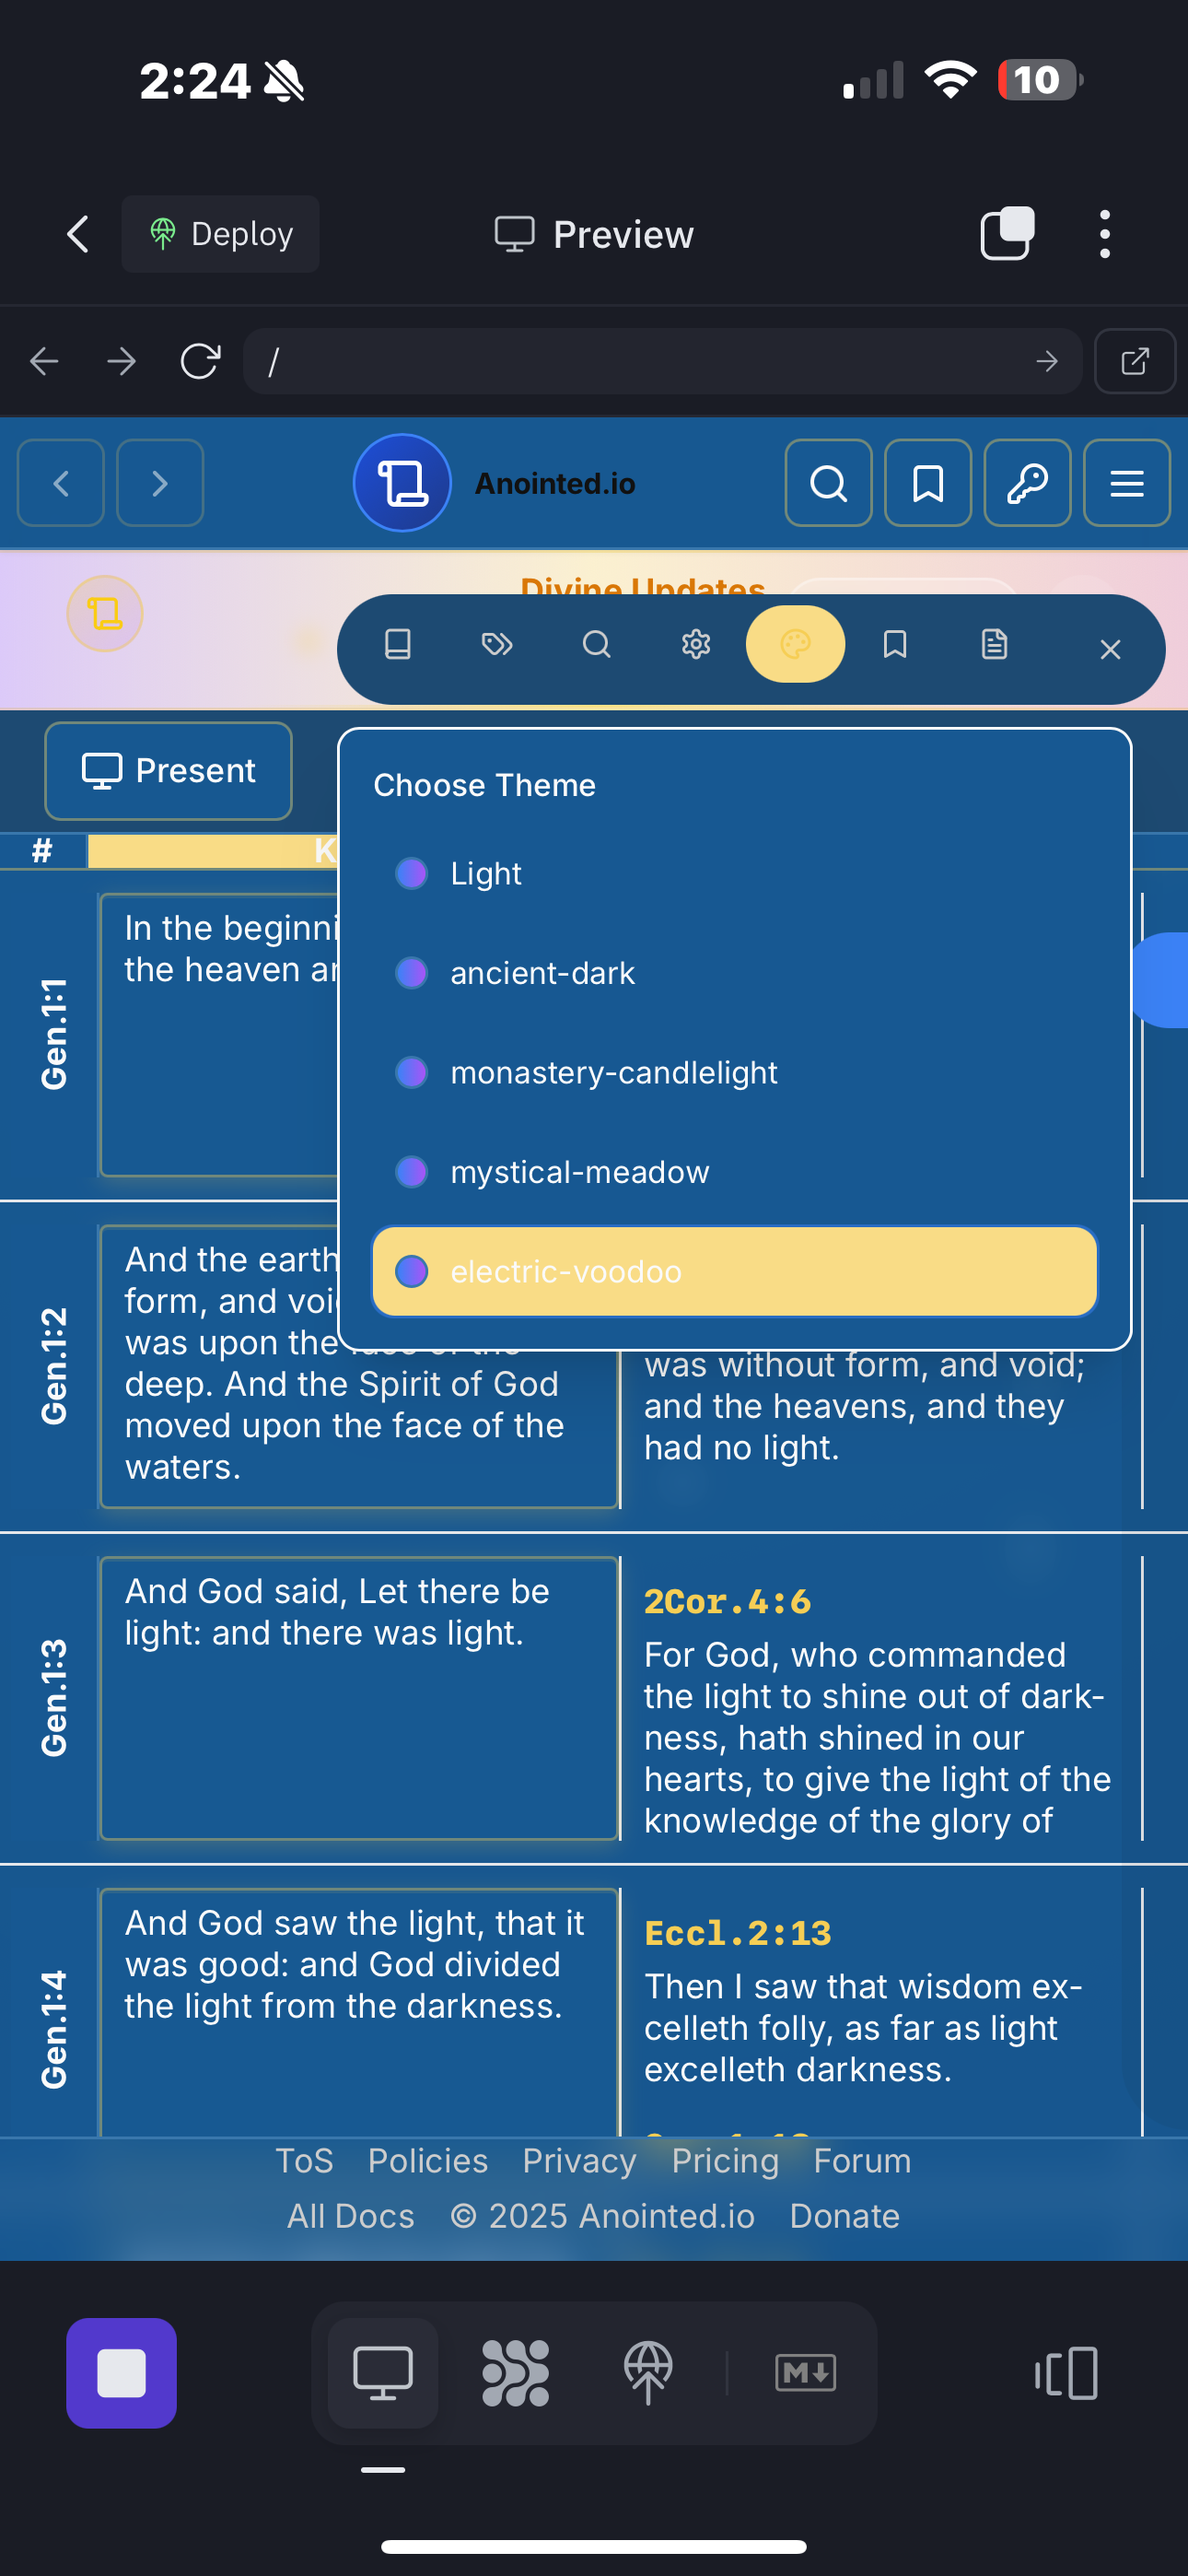 2:24
10
Deploy
Preview
/
Anointed.io
Divine Updates
Present
Choose Theme
Light
ancient-dark
monastery-candlelight
mystical-meadow
electric-voodoo
#
K
Gen.1:1
In the beginni
the heaven ar
Gen.1:2
And the earth
form, and voi
was upon the face of the
deep. And the Spirit of God
moved upon the face of the
waters.
was without form, and void;
and the heavens, and they
had no light.
Gen.1:3
And God said, Let there be
light: and there was light.
2Cor.4:6
For God, who commanded
the light to shine out of dark-
ness, hath shined in our
hearts, to give the light of the
knowledge of the glory of
Gen.1:4
And God saw the light, that it
was good: and God divided
the light from the darkness.
Eccl.2:13
Then I saw that wisdom ex-
celleth folly, as far as light
excelleth darkness.
ToS Policies Privacy Pricing Forum
All Docs © 2025 Anointed.io Donate
M